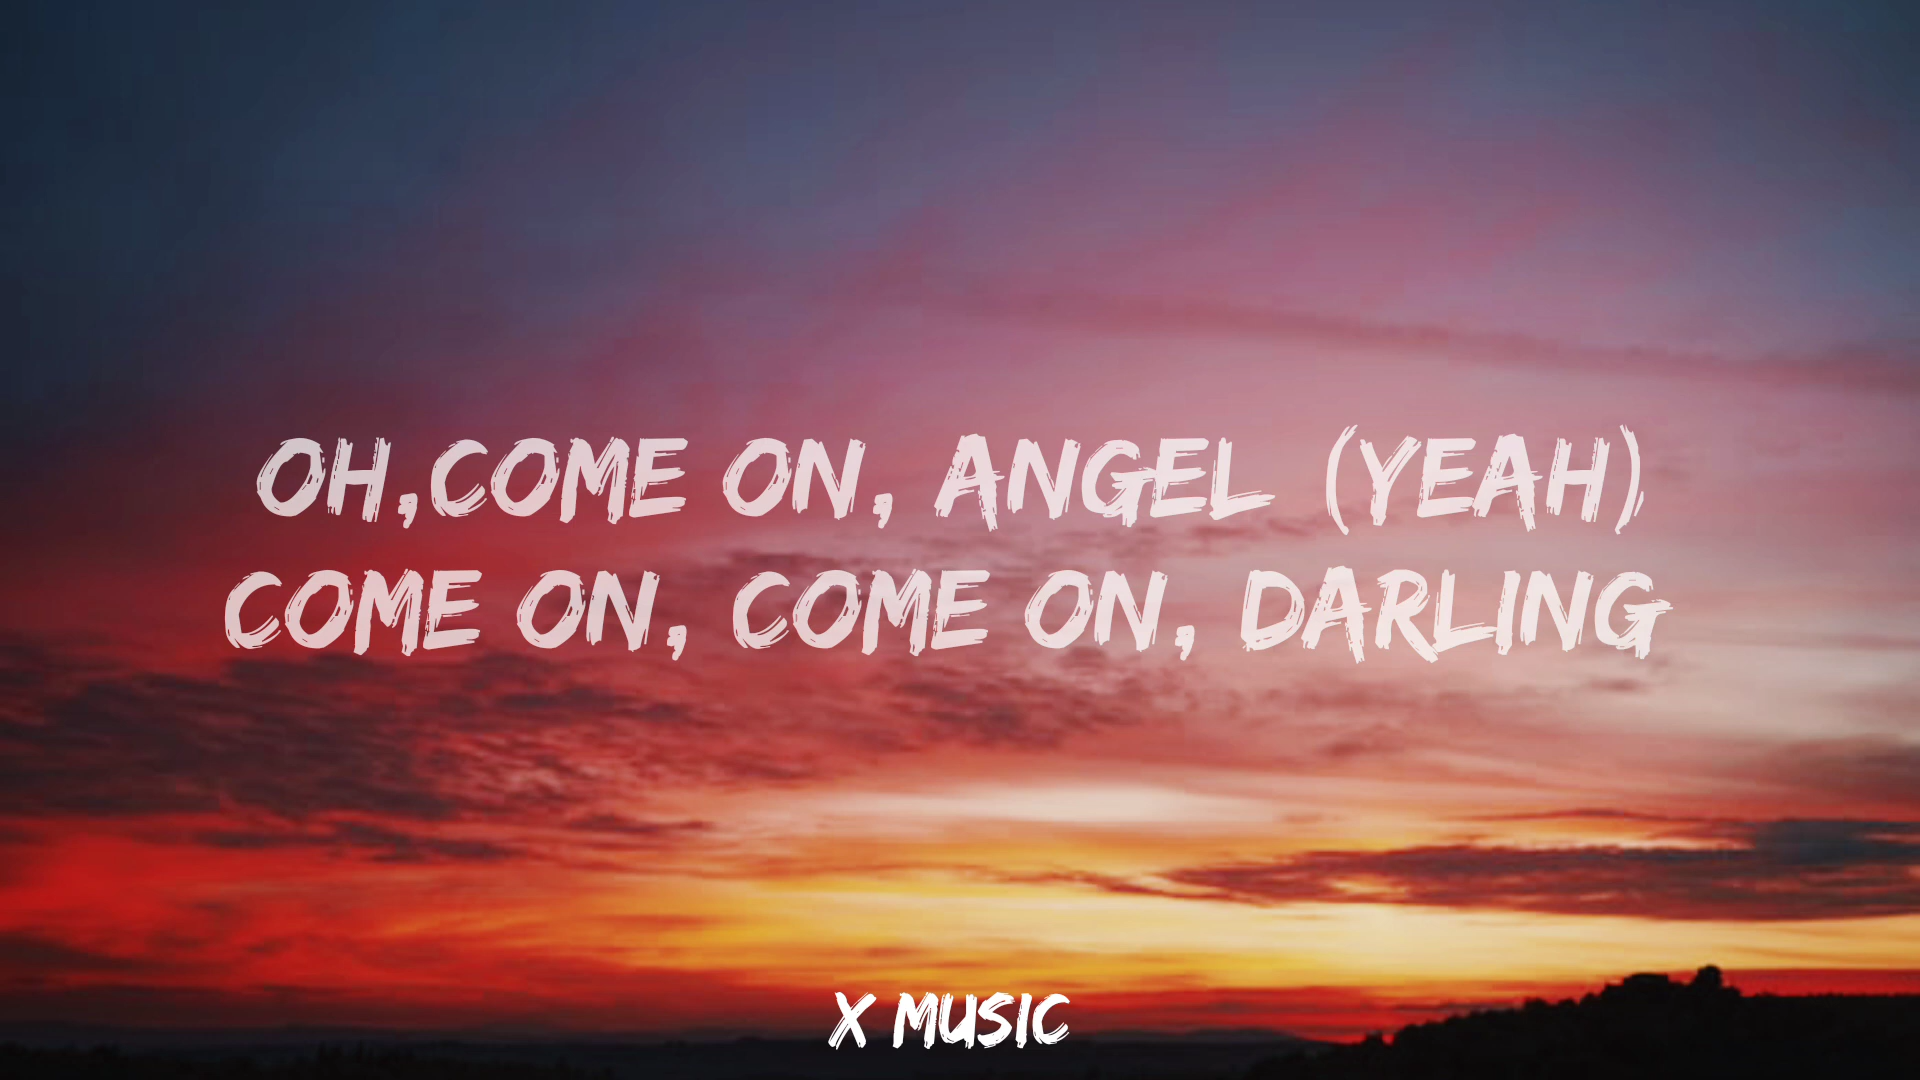 OH,COME ON, ANGEL (YEAH)
COME ON, COME ON, DARLING
X MUSIC